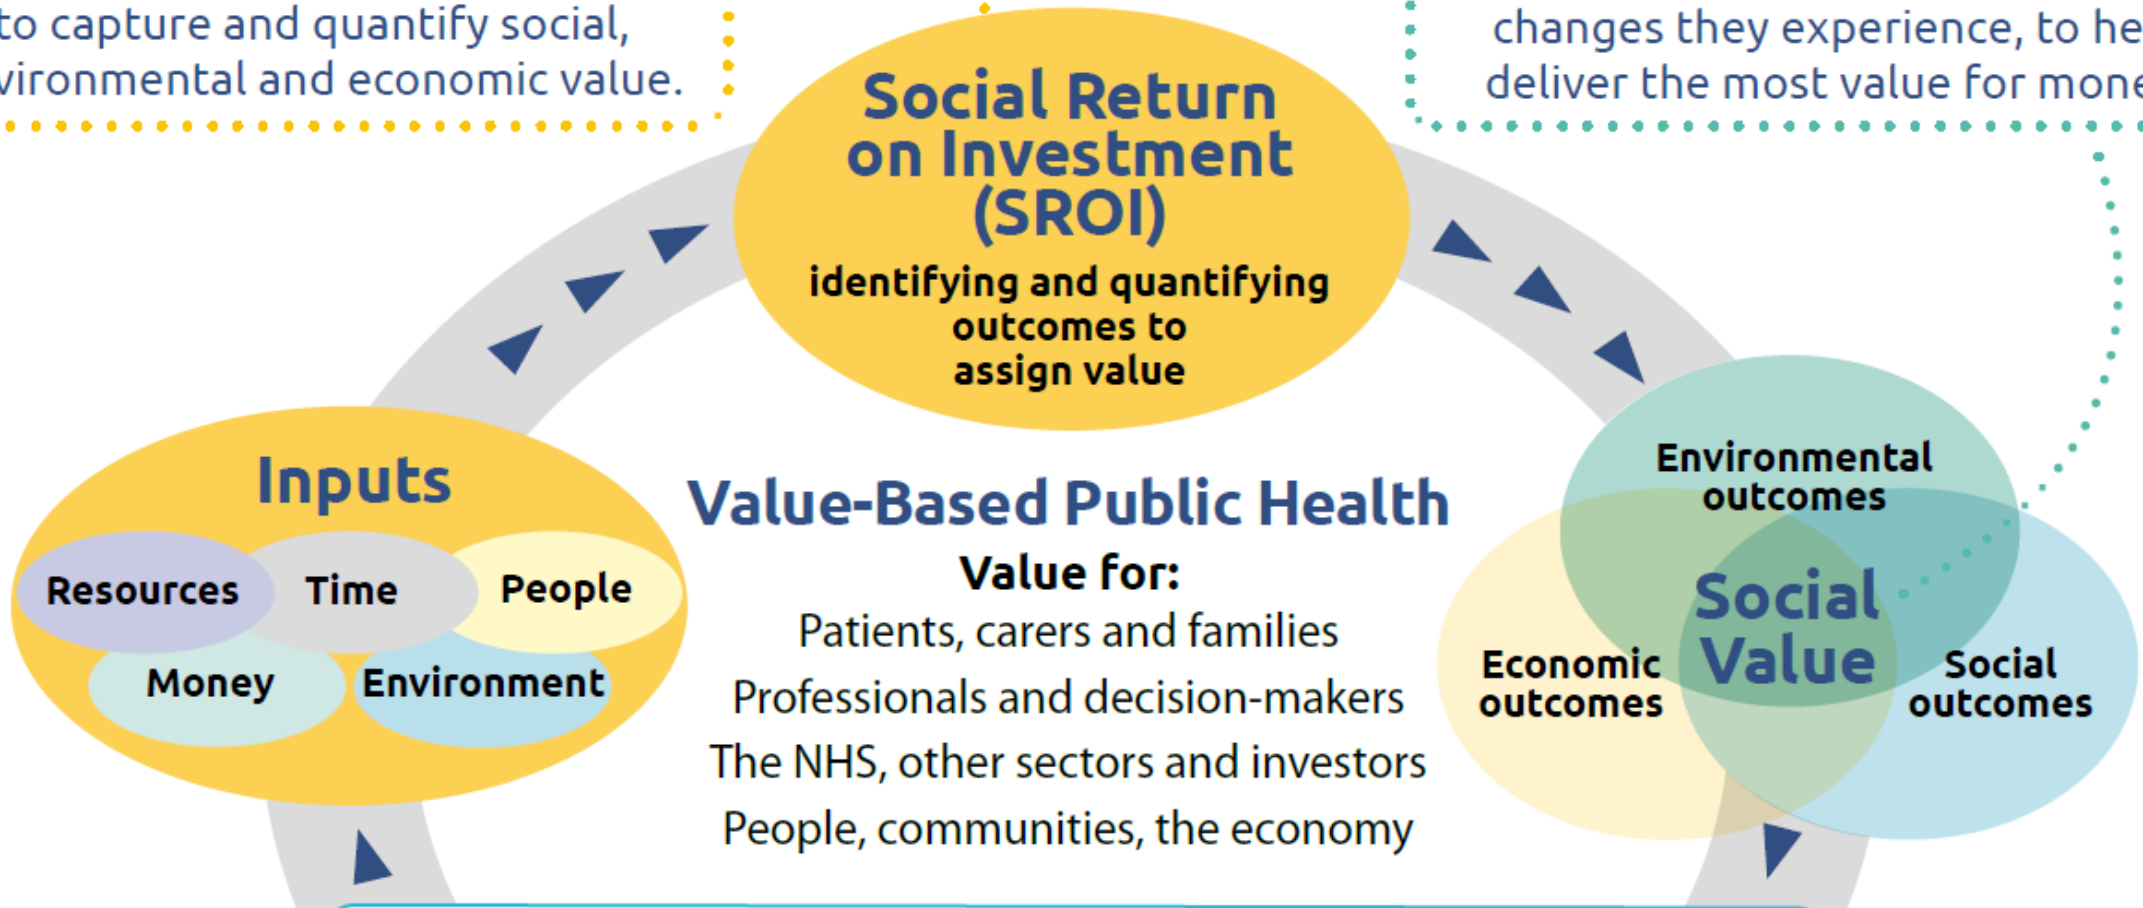 to capture and quantify social,
vironmental and economic value.
changes they experience, to he
deliver the most value for mone
Social Return
on Investment
(SROI)
identifying and quantifying
outcomes to
assign value
Inputs
Resources
Time
People
Money
Environment
Value-Based Public Health
Value for:
Patients, carers and families
Professionals and decision-makers
The NHS, other sectors and investors
People, communities, the economy
Environmental
outcomes
Social
Value
Economic
outcomes
Social
outcomes